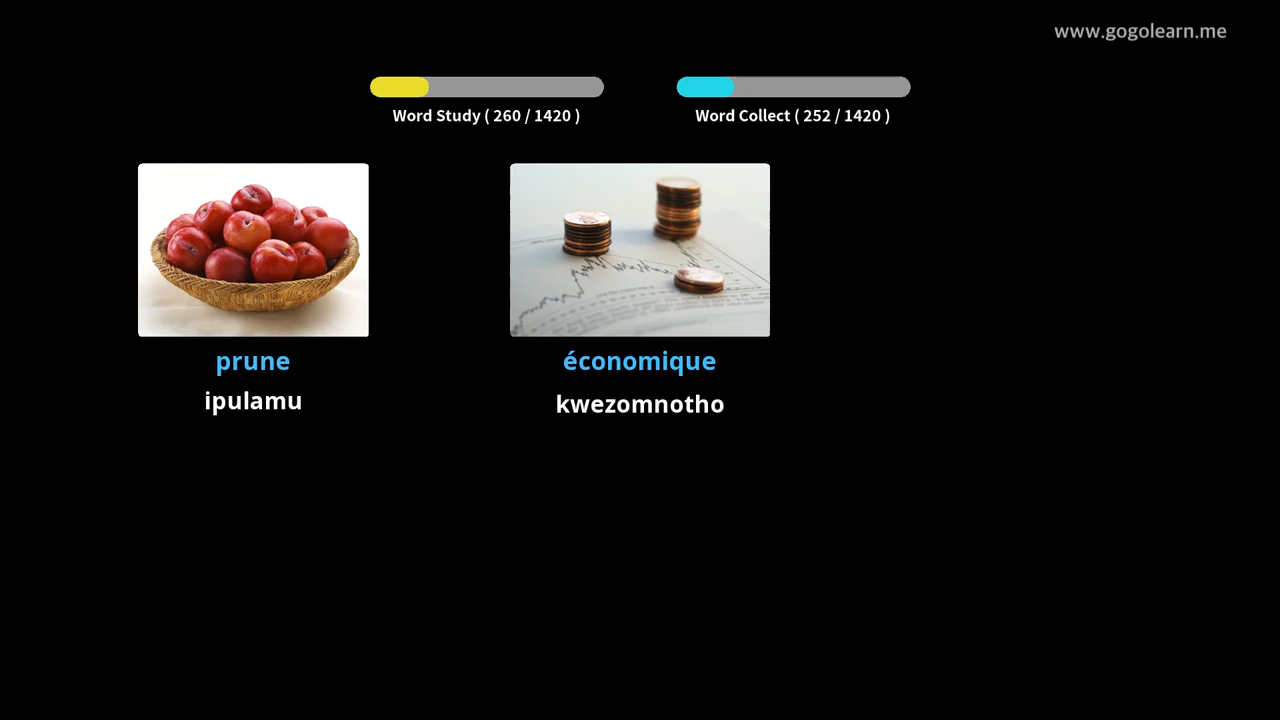 www.gogolearn.me
Word Study ( 260 / 1420 )
Word Collect ( 252 / 1420 )
prune
économique
ipulamu
kwezomnotho